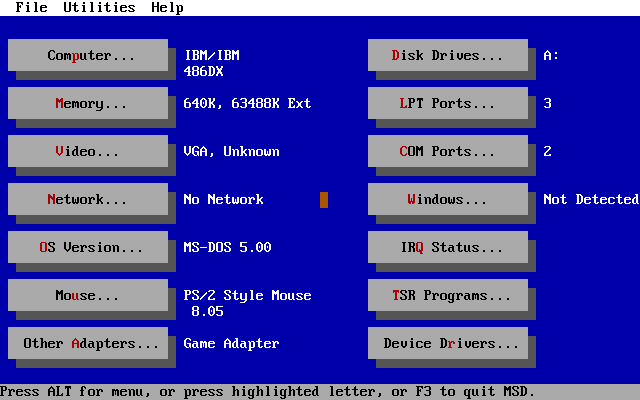 File  Utilities  Help
Computer...  IBM/IBM  Disk Drives...  A:
486DX
Memory...  640K, 63488K Ext  LPT Ports...  3
Video...  VGA, Unknown  COM Ports...  2
Network...  No Network  Windows...  Not Detected
OS Version...  MS-DOS 5.00  IRQ Status...
Mouse...  PS/2 Style Mouse  TSR Programs...
8.05
Other Adapters...  Game Adapter  Device Drivers...
Press ALT for menu, or press highlighted letter, or F3 to quit MSD.